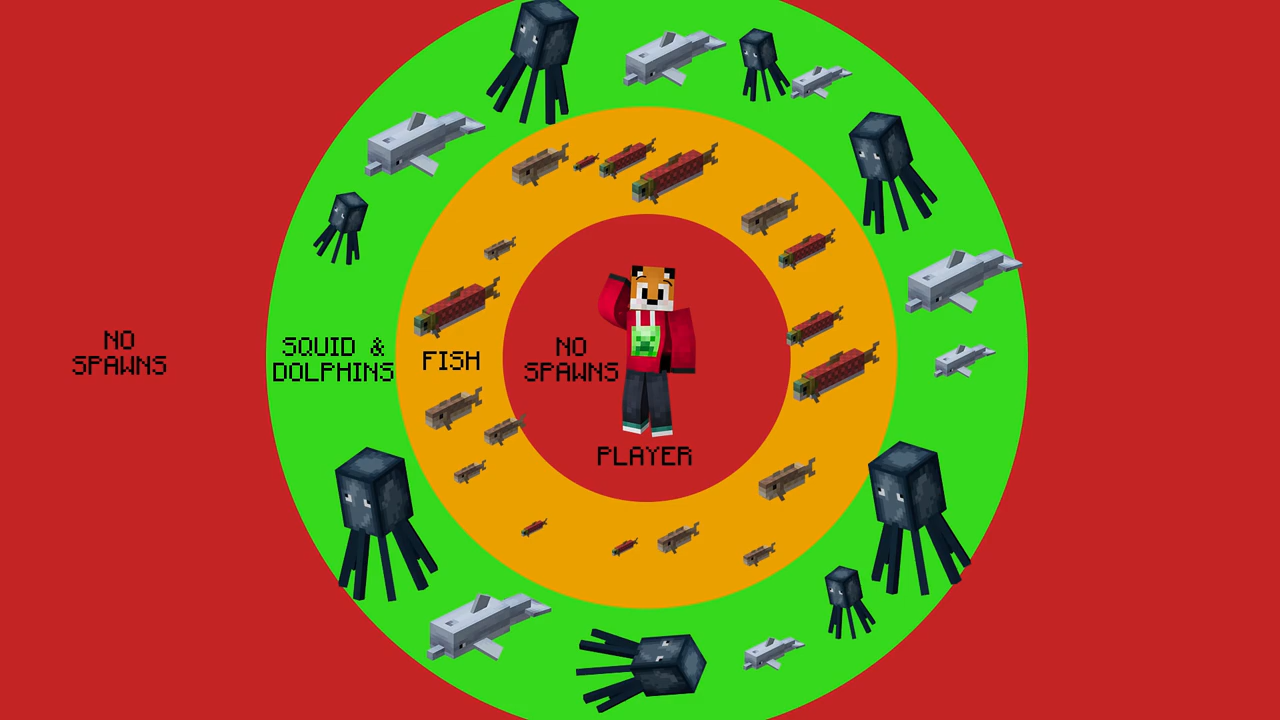 NO
SPAWNS
SQUID &
DOLPHINS
FISH
NO
SPAWNS
PLAYER